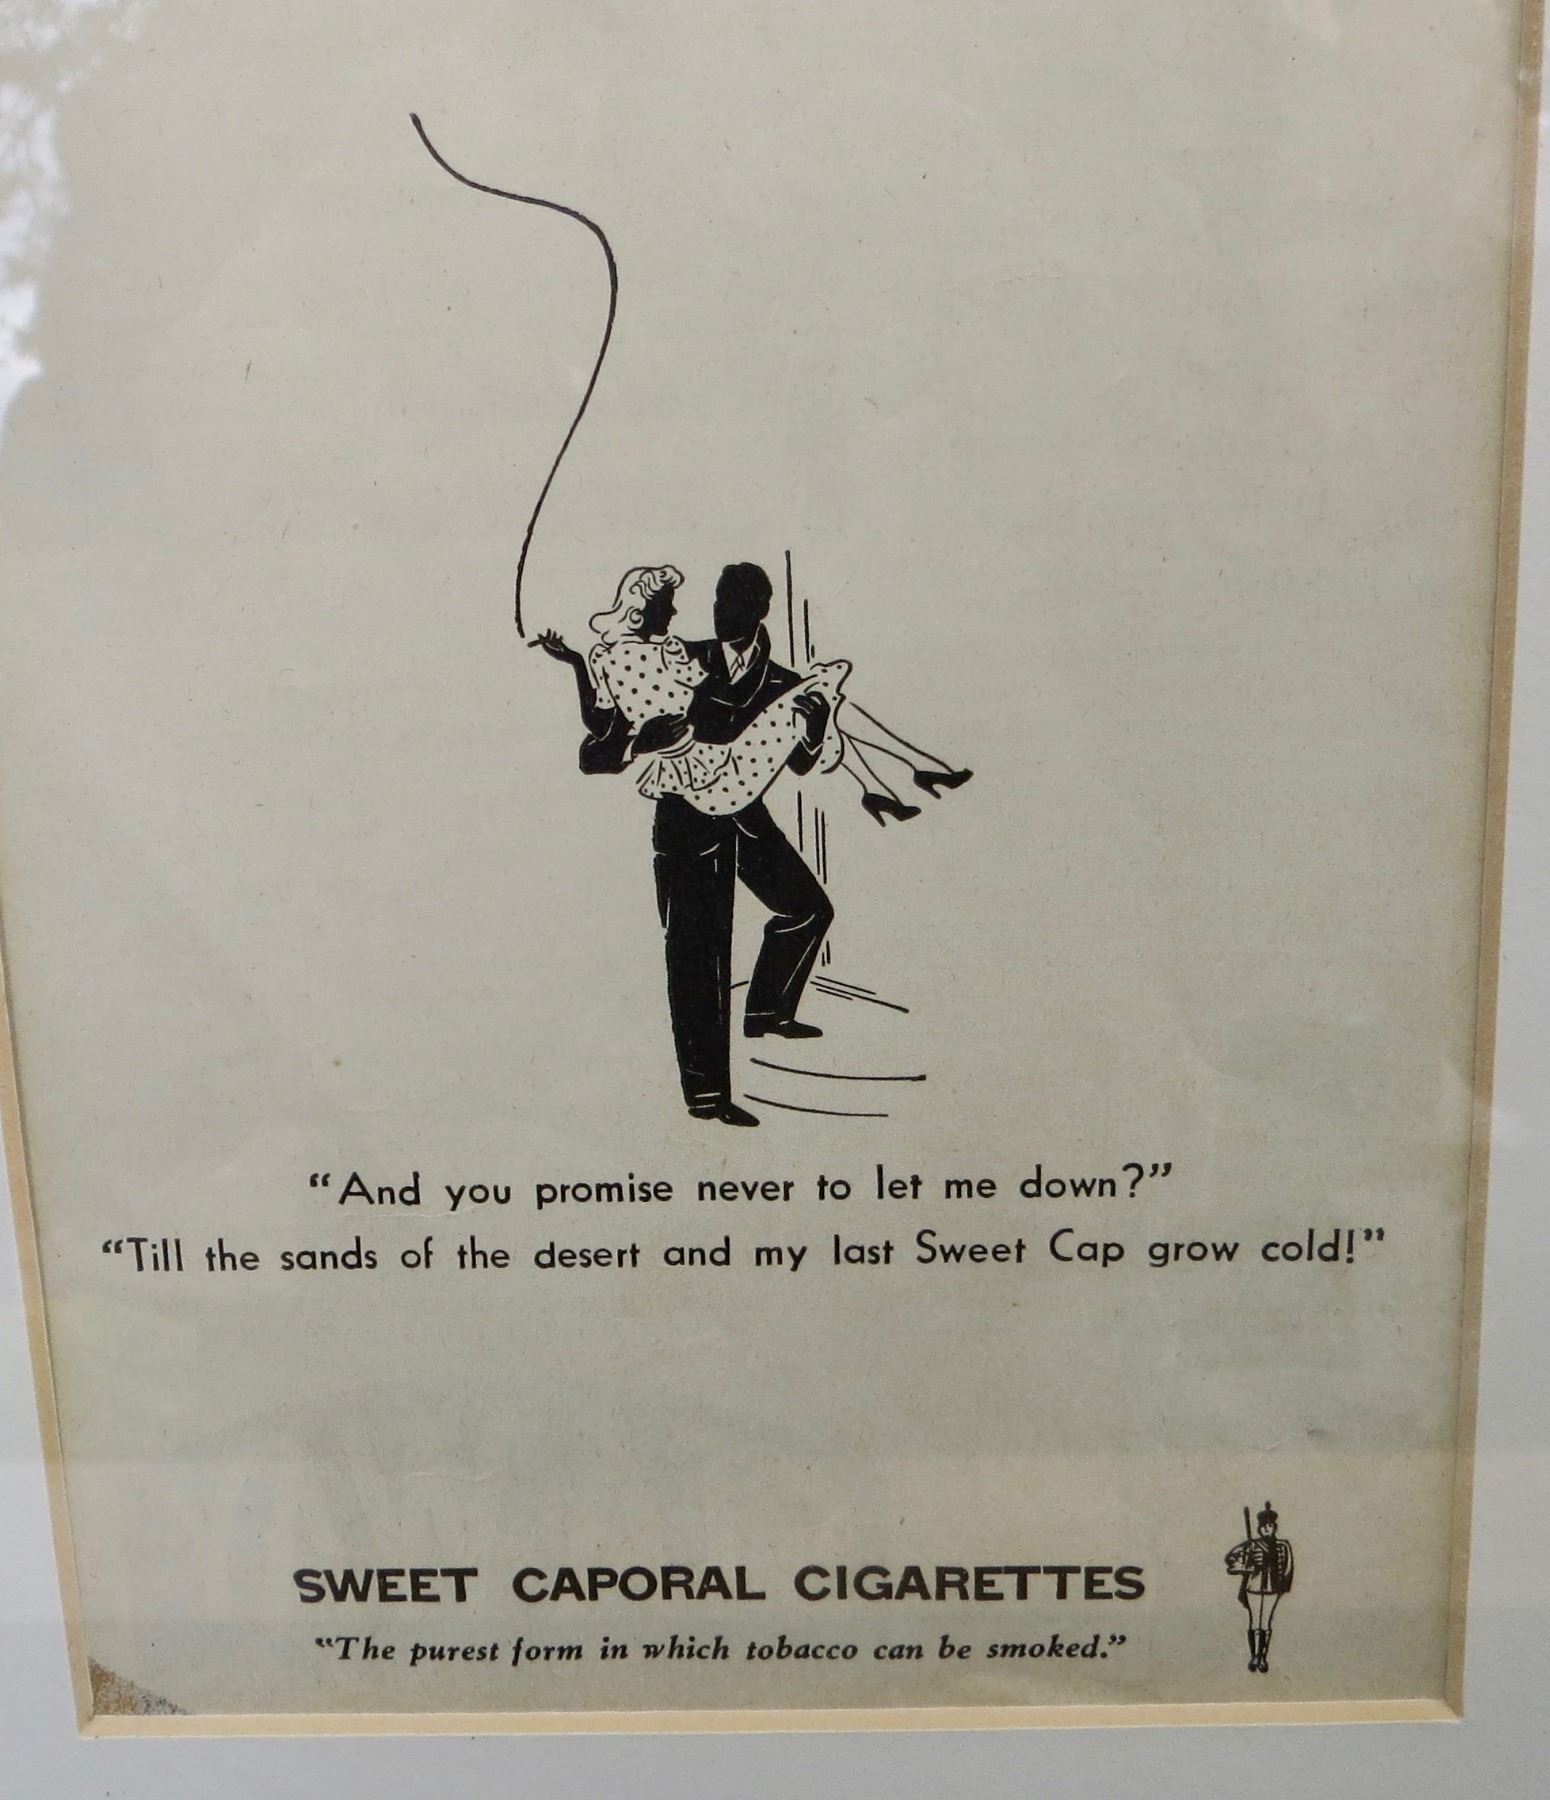 “And you promise never to let me down?”
“Till the sands of the desert and my last Sweet Cap grow cold!”
SWEET CAPORAL CIGARETTES
“The purest form in which tobacco can be smoked.”